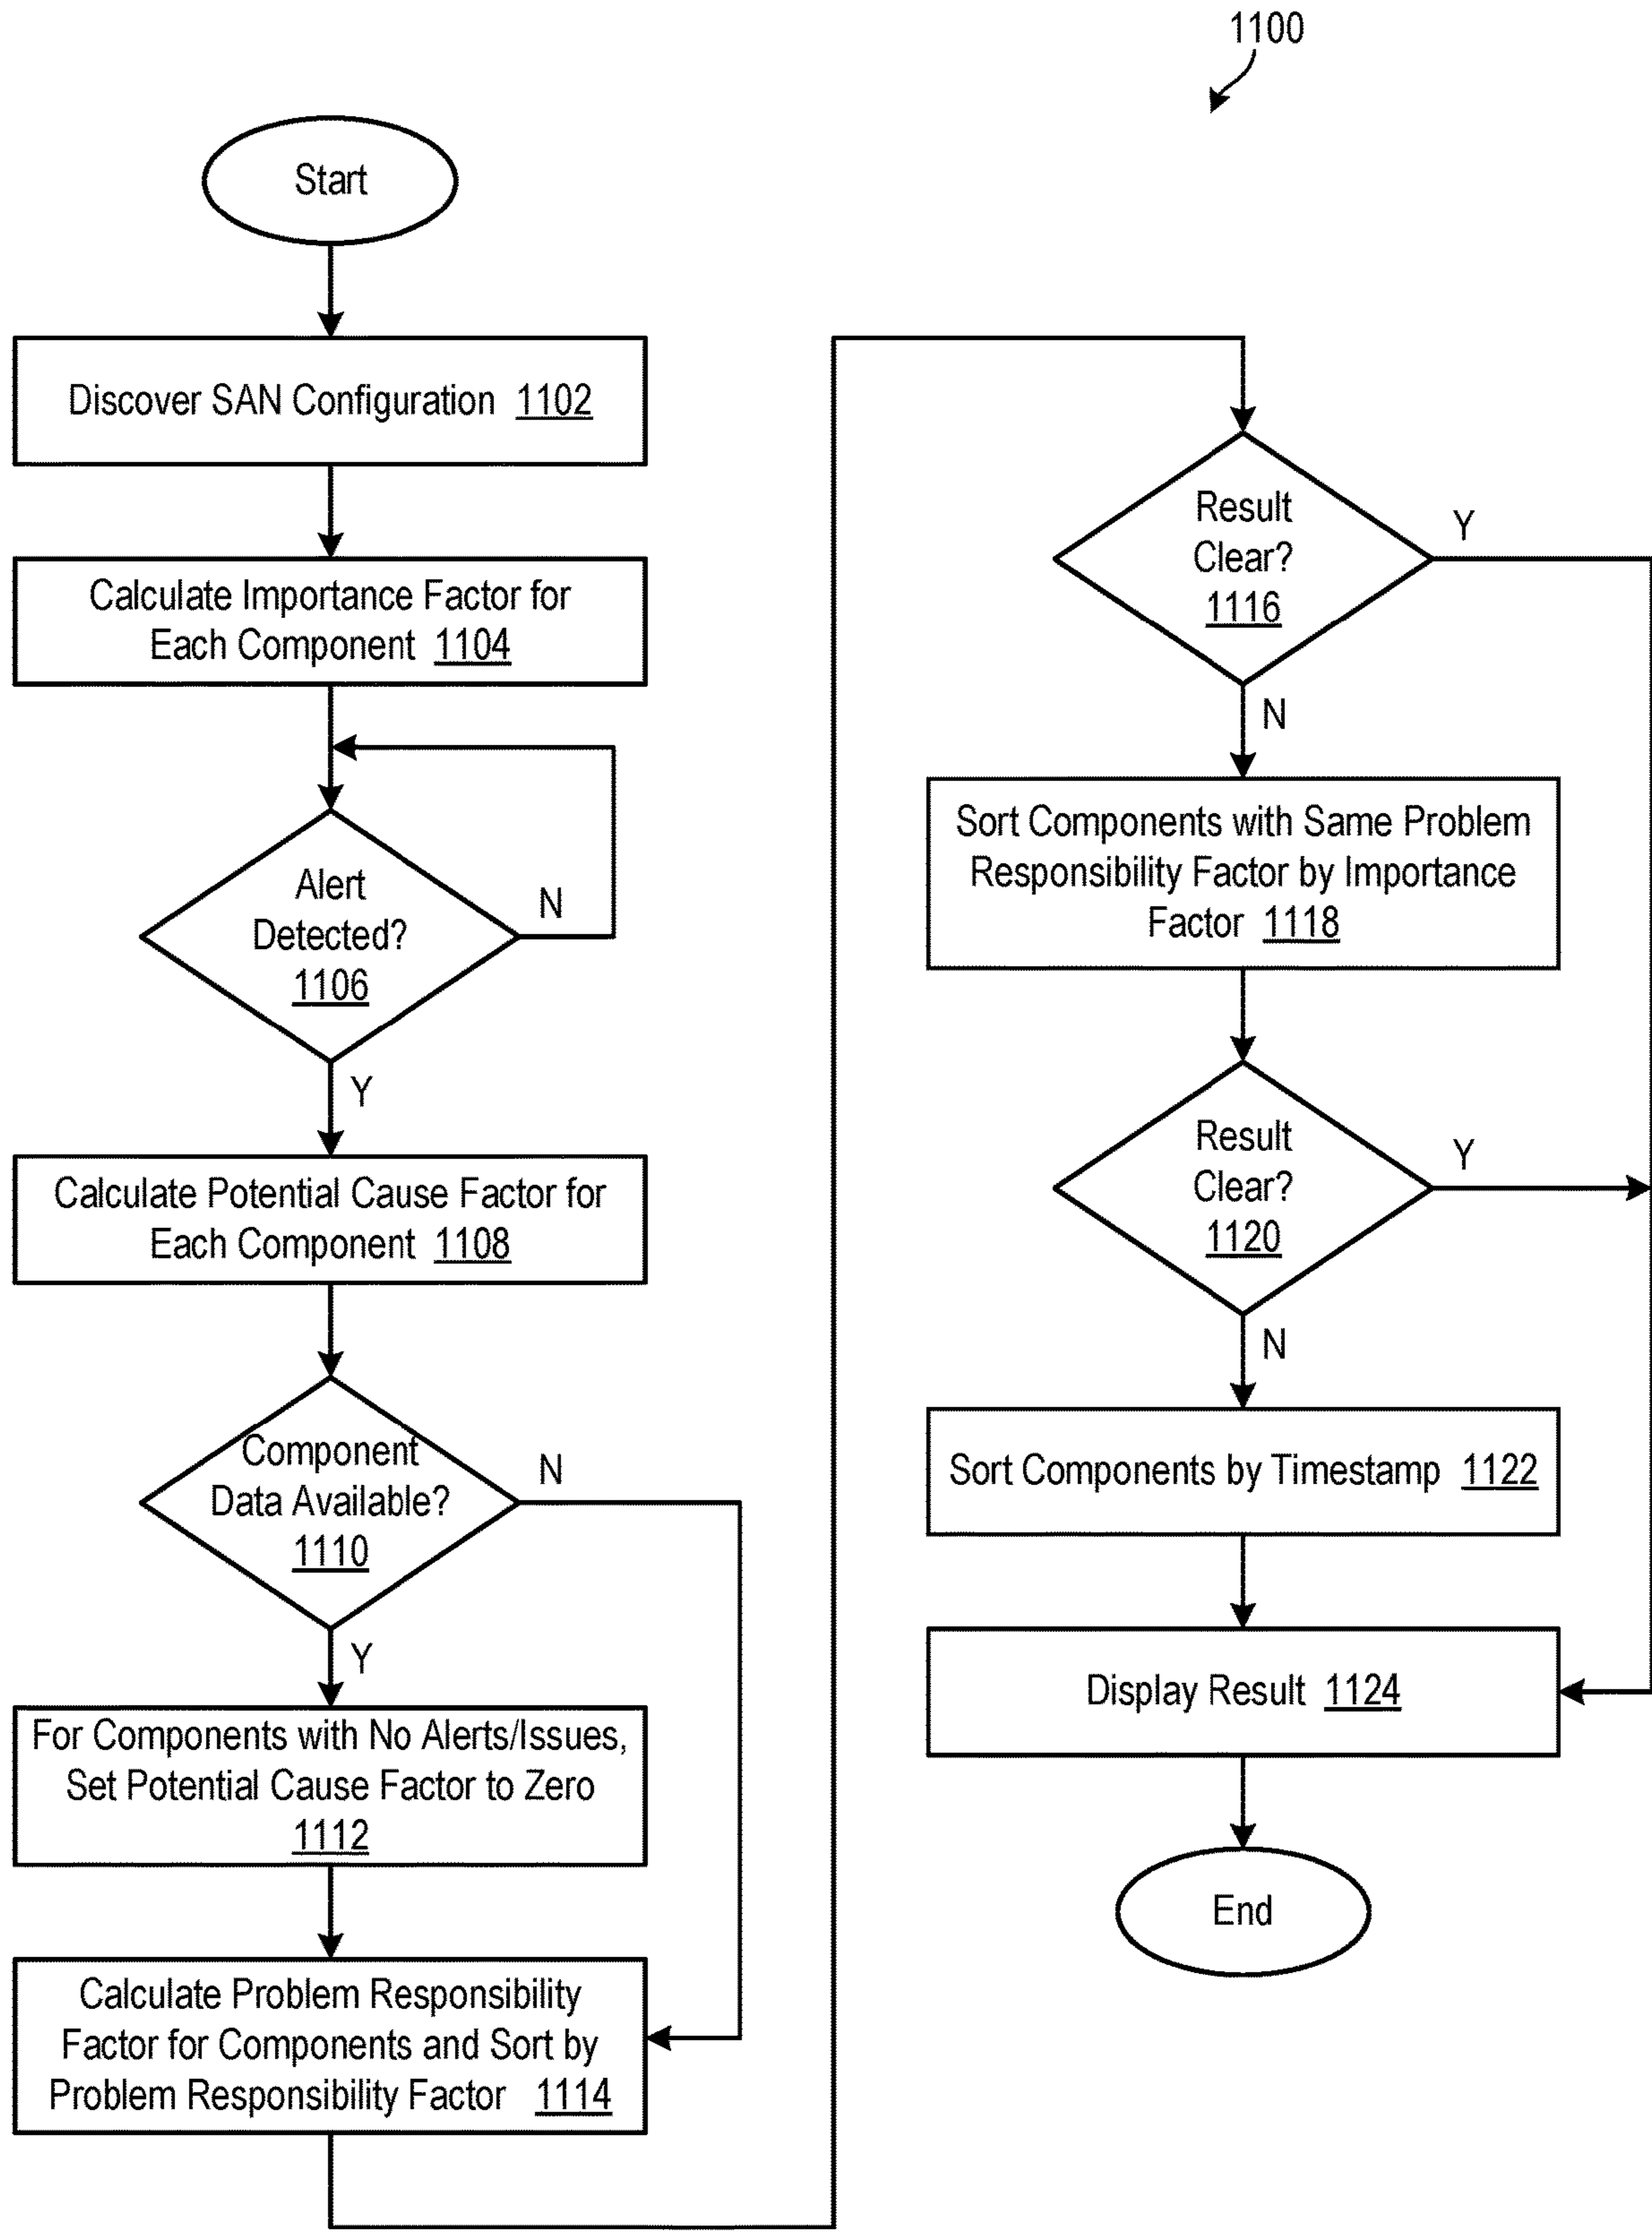 1100
Start
Discover SAN Configuration 1102
Calculate Importance Factor for
Each Component 1104
Alert
Detected?
1106
N
Y
Calculate Potential Cause Factor for
Each Component 1108
Component
Data Available?
1110
N
Y
For Components with No Alerts/Issues,
Set Potential Cause Factor to Zero
1112
Calculate Problem Responsibility
Factor for Components and Sort by
Problem Responsibility Factor 1114
Result
Clear?
1116
Y
N
Sort Components with Same Problem
Responsibility Factor by Importance
Factor 1118
Result
Clear?
1120
Y
N
Sort Components by Timestamp 1122
Display Result 1124
End